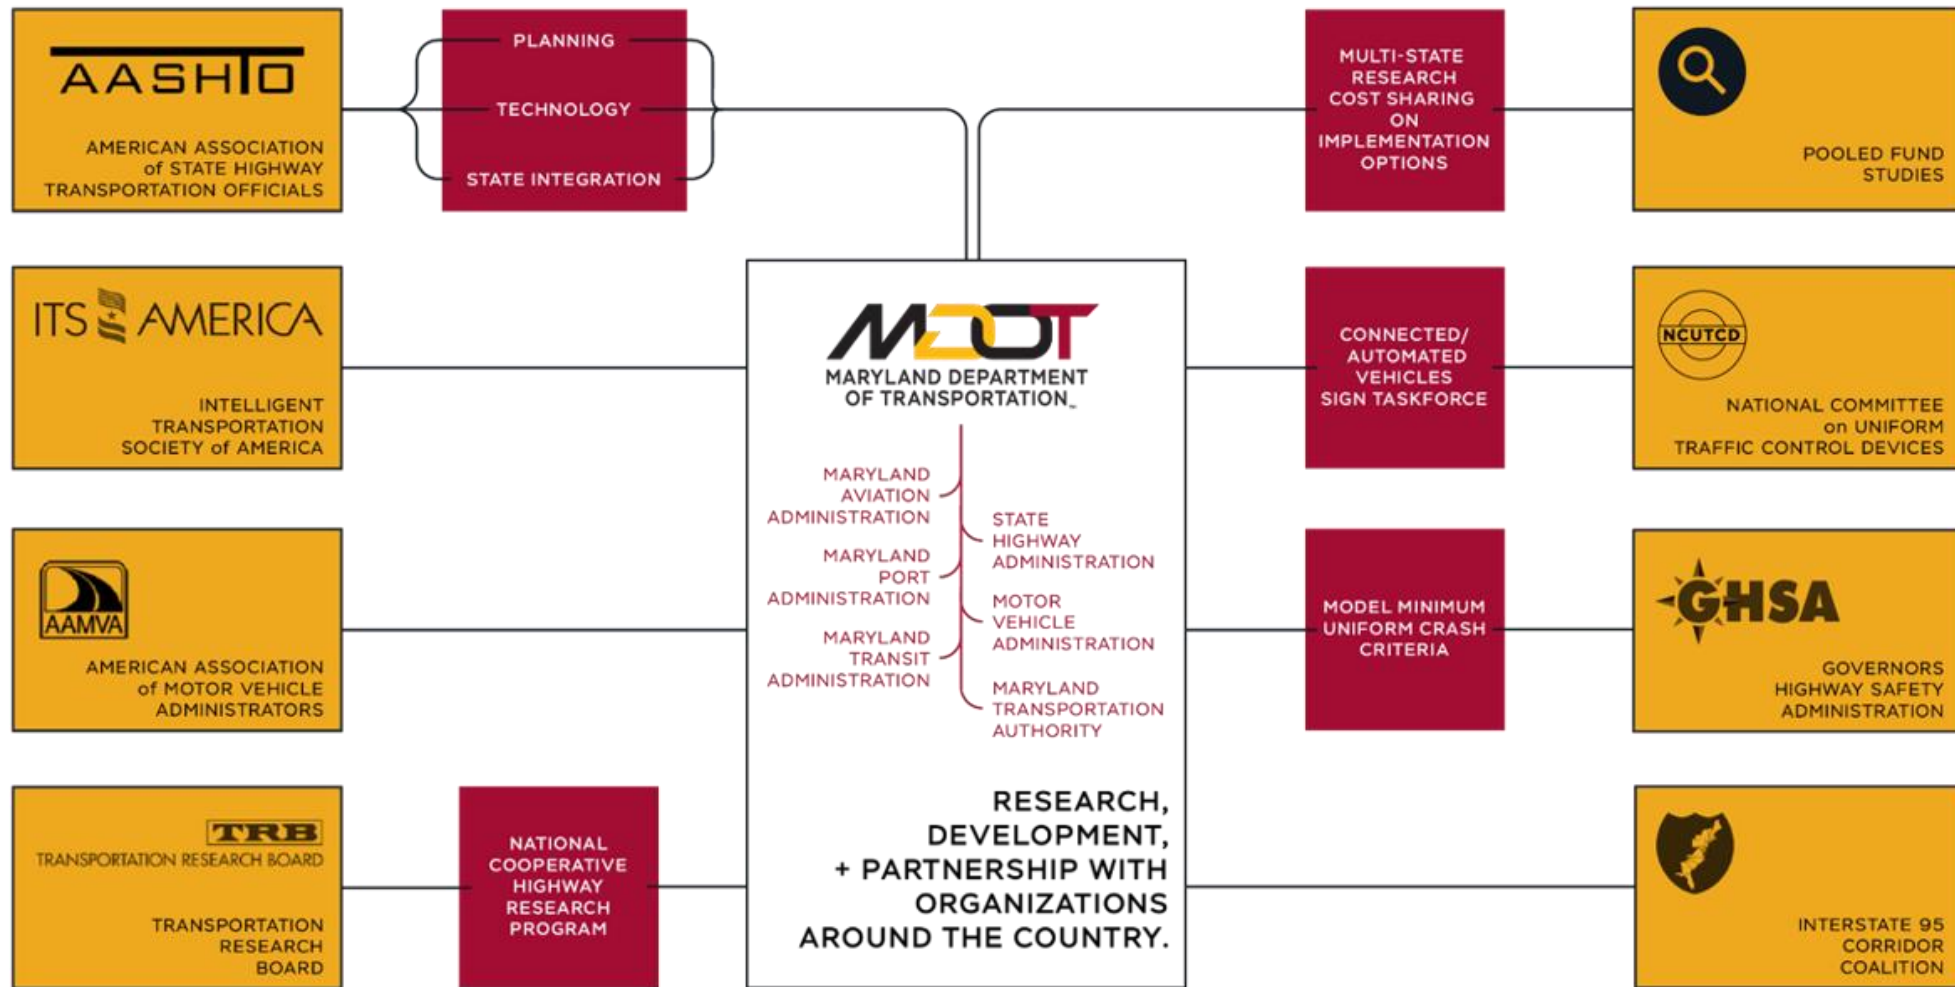 AASHTO
AMERICAN ASSOCIATION
of STATE HIGHWAY
TRANSPORTATION OFFICIALS
PLANNING
TECHNOLOGY
STATE INTEGRATION
MULTI-STATE
RESEARCH
COST SHARING
ON
IMPLEMENTATION
OPTIONS
POOLED FUND
STUDIES
ITS AMERICA
INTELLIGENT
TRANSPORTATION
SOCIETY of AMERICA
MDOT
MARYLAND DEPARTMENT
OF TRANSPORTATION
MARYLAND
AVIATION
ADMINISTRATION
STATE
HIGHWAY
ADMINISTRATION
MARYLAND
PORT
ADMINISTRATION
MOTOR
VEHICLE
ADMINISTRATION
MARYLAND
TRANSIT
ADMINISTRATION
MARYLAND
TRANSPORTATION
AUTHORITY
RESEARCH,
DEVELOPMENT,
+ PARTNERSHIP WITH
ORGANIZATIONS
AROUND THE COUNTRY.
CONNECTED/
AUTOMATED
VEHICLES
SIGN TASKFORCE
NCUTCD
NATIONAL COMMITTEE
on UNIFORM
TRAFFIC CONTROL DEVICES
AAMVA
AMERICAN ASSOCIATION
of MOTOR VEHICLE
ADMINISTRATORS
MODEL MINIMUM
UNIFORM CRASH
CRITERIA
GHSA
GOVERNORS
HIGHWAY SAFETY
ADMINISTRATION
TRB
TRANSPORTATION RESEARCH BOARD
TRANSPORTATION
RESEARCH
BOARD
NATIONAL
COOPERATIVE
HIGHWAY
RESEARCH
PROGRAM
INTERSTATE 95
CORRIDOR
COALITION